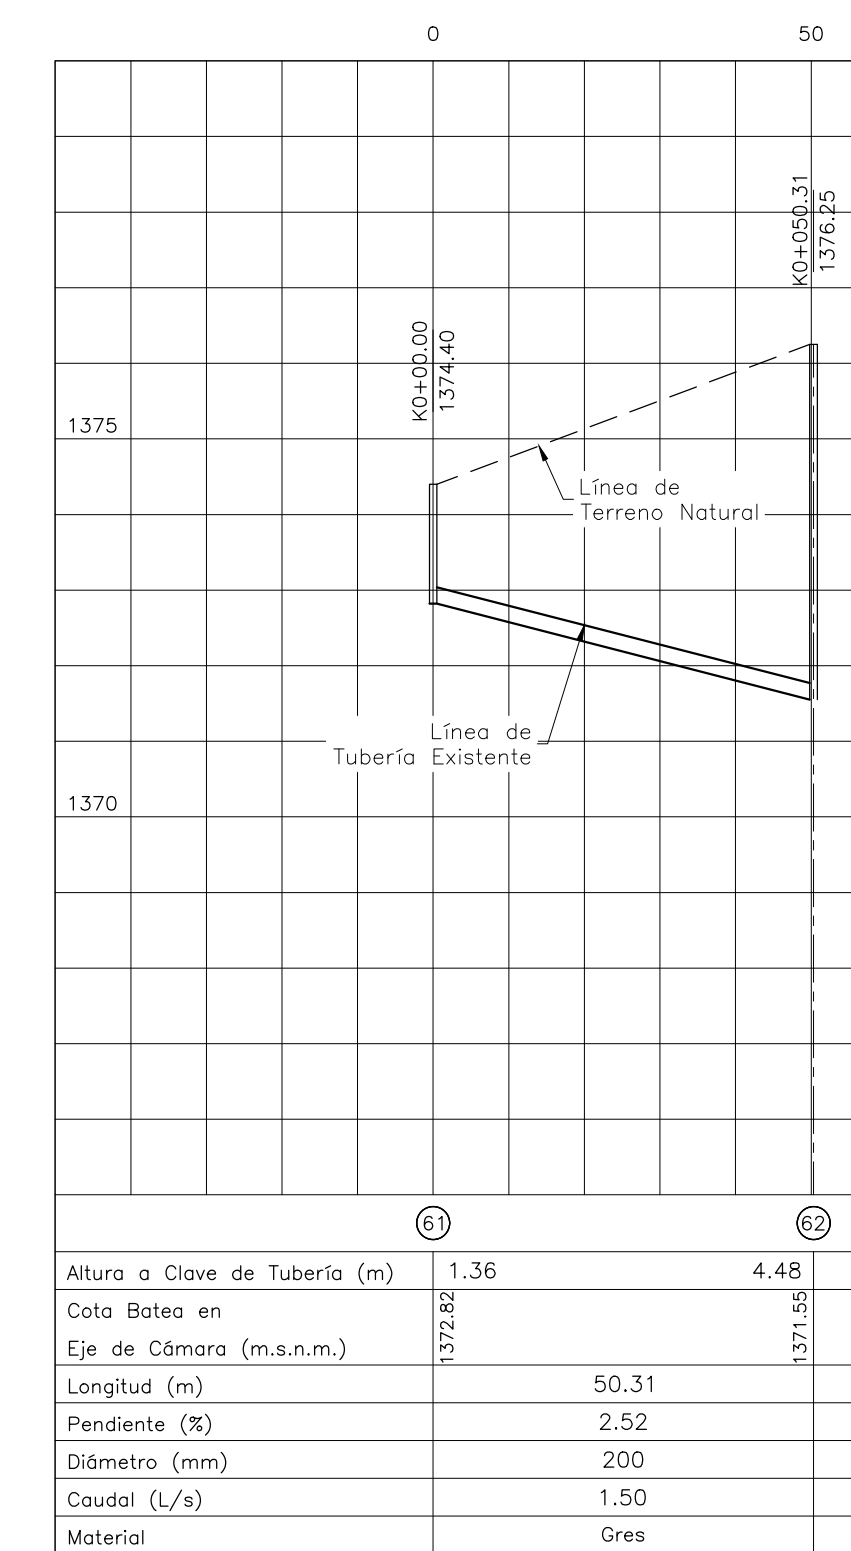 0 50
K0+050.31
1376.25
K0+00.00
1374.40
1375
Línea de
Terreno Natural
Línea de
Tubería Existente
1370
61 62
Altura a Clave de Tubería (m) 1.36 4.48
Cota Batea en
Eje de Cámara (m.s.n.m.) 1372.82 1371.55
Longitud (m) 50.31
Pendiente (%) 2.52
Diámetro (mm) 200
Caudal (L/s) 1.50
Material Gres